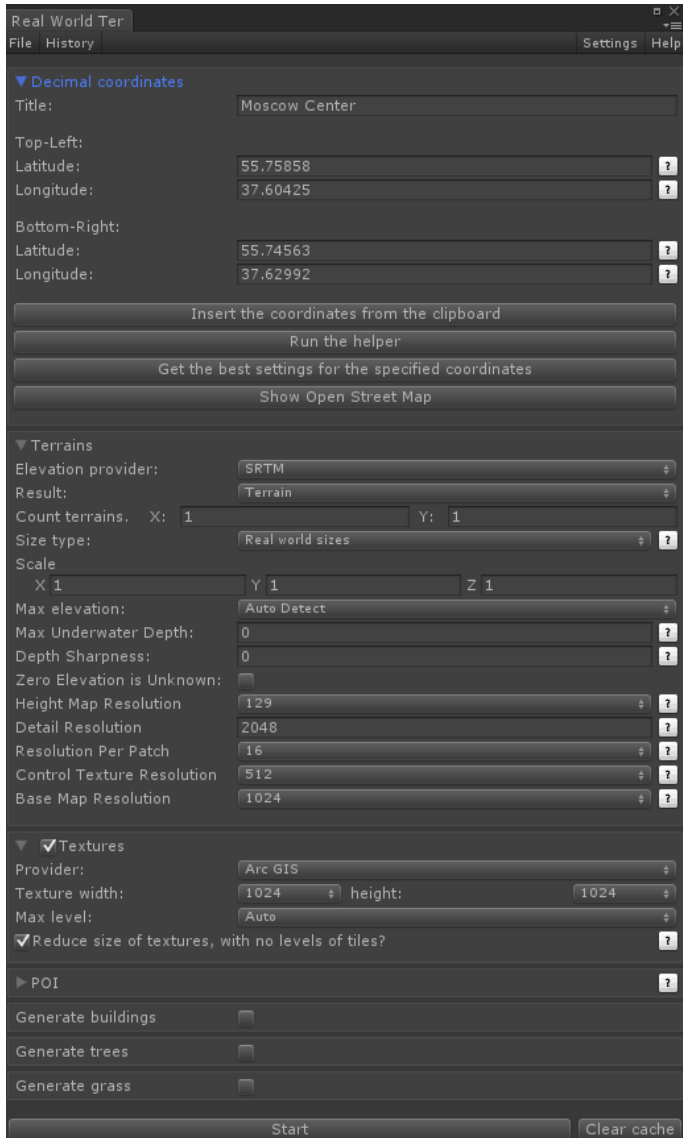 Real World Ter
File History Settings Help
Decimal coordinates
Title: Moscow Center
Top-Left:
Latitude: 55.75858 ?
Longitude: 37.60425 ?
Bottom-Right:
Latitude: 55.74563 ?
Longitude: 37.62992 ?
Insert the coordinates from the clipboard
Run the helper
Get the best settings for the specified coordinates
Show Open Street Map
Terrains
Elevation provider: SRTM
Result: Terrain
Count terrains. X: 1 Y: 1
Size type: Real world sizes ?
Scale
X 1 Y 1 Z 1
Max elevation: Auto Detect
Max Underwater Depth: 0 ?
Depth Sharpness: 0 ?
Zero Elevation is Unknown:
Height Map Resolution 129 ?
Detail Resolution 2048 ?
Resolution Per Patch 16 ?
Control Texture Resolution 512 ?
Base Map Resolution 1024 ?
Textures
Provider: Arc GIS
Texture width: 1024 height: 1024
Max level: Auto
Reduce size of textures, with no levels of tiles? ?
POI ?
Generate buildings
Generate trees
Generate grass
Start Clear cache